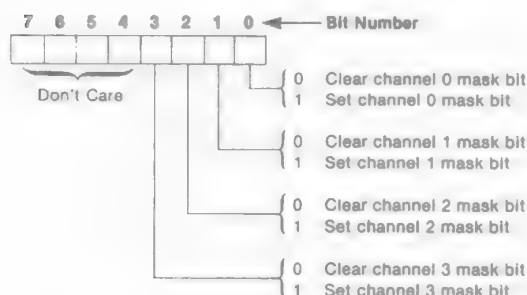 7 6 5 4 3 2 1 0 Bit Number
Don't Care
0 Clear channel 0 mask bit
1 Set channel 0 mask bit
0 Clear channel 1 mask bit
1 Set channel 1 mask bit
0 Clear channel 2 mask bit
1 Set channel 2 mask bit
0 Clear channel 3 mask bit
1 Set channel 3 mask bit